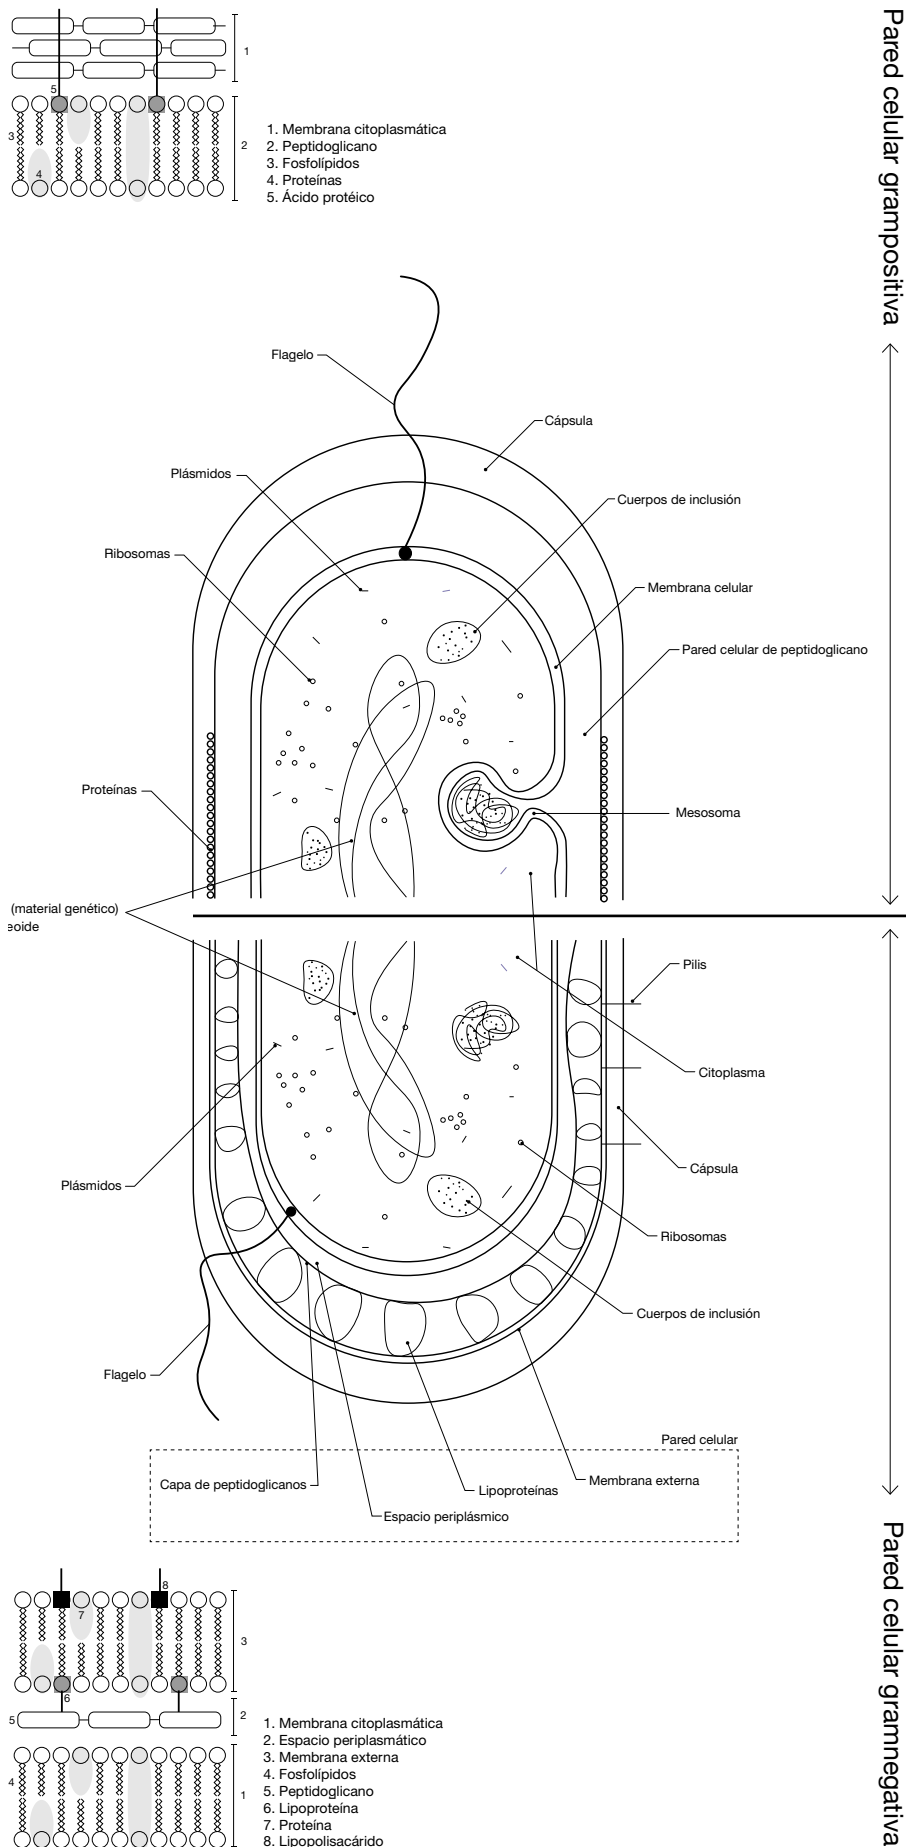 Pared celular grampositiva
1
5
3
4
2
1. Membrana citoplasmática
2. Peptidoglicano
3. Fosfolípidos
4. Proteínas
5. Ácido protéico
Flagelo
Cápsula
Plásmidos
Cuerpos de inclusión
Ribosomas
Membrana celular
Pared celular de peptidoglicano
Proteínas
Mesosoma
(material genético)
eoide
Pilis
Citoplasma
Cápsula
Plásmidos
Ribosomas
Cuerpos de inclusión
Flagelo
Pared celular
Capa de peptidoglicanos
Lipoproteínas
Membrana externa
Espacio periplásmico
Pared celular gramnegativa
8
7
3
6
5
2
4
1
1. Membrana citoplasmática
2. Espacio periplasmático
3. Membrana externa
4. Fosfolípidos
5. Peptidoglicano
6. Lipoproteína
7. Proteína
8. Lipopolisacárido